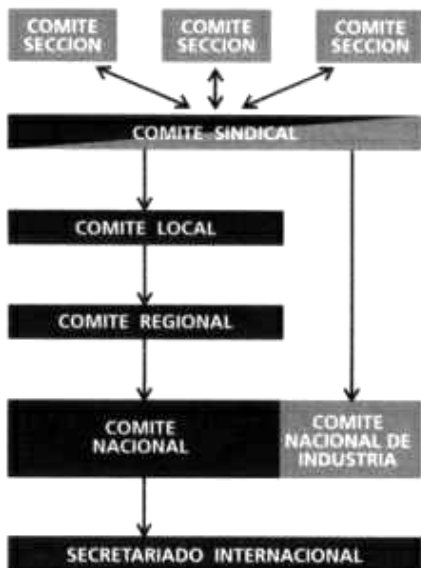 COMITE
SECCION
COMITE
SECCION
COMITE
SECCION
COMITE SINDICAL
COMITE LOCAL
COMITE REGIONAL
COMITE
NACIONAL
COMITE
NACIONAL DE
INDUSTRIA
SECRETARIADO INTERNACIONAL